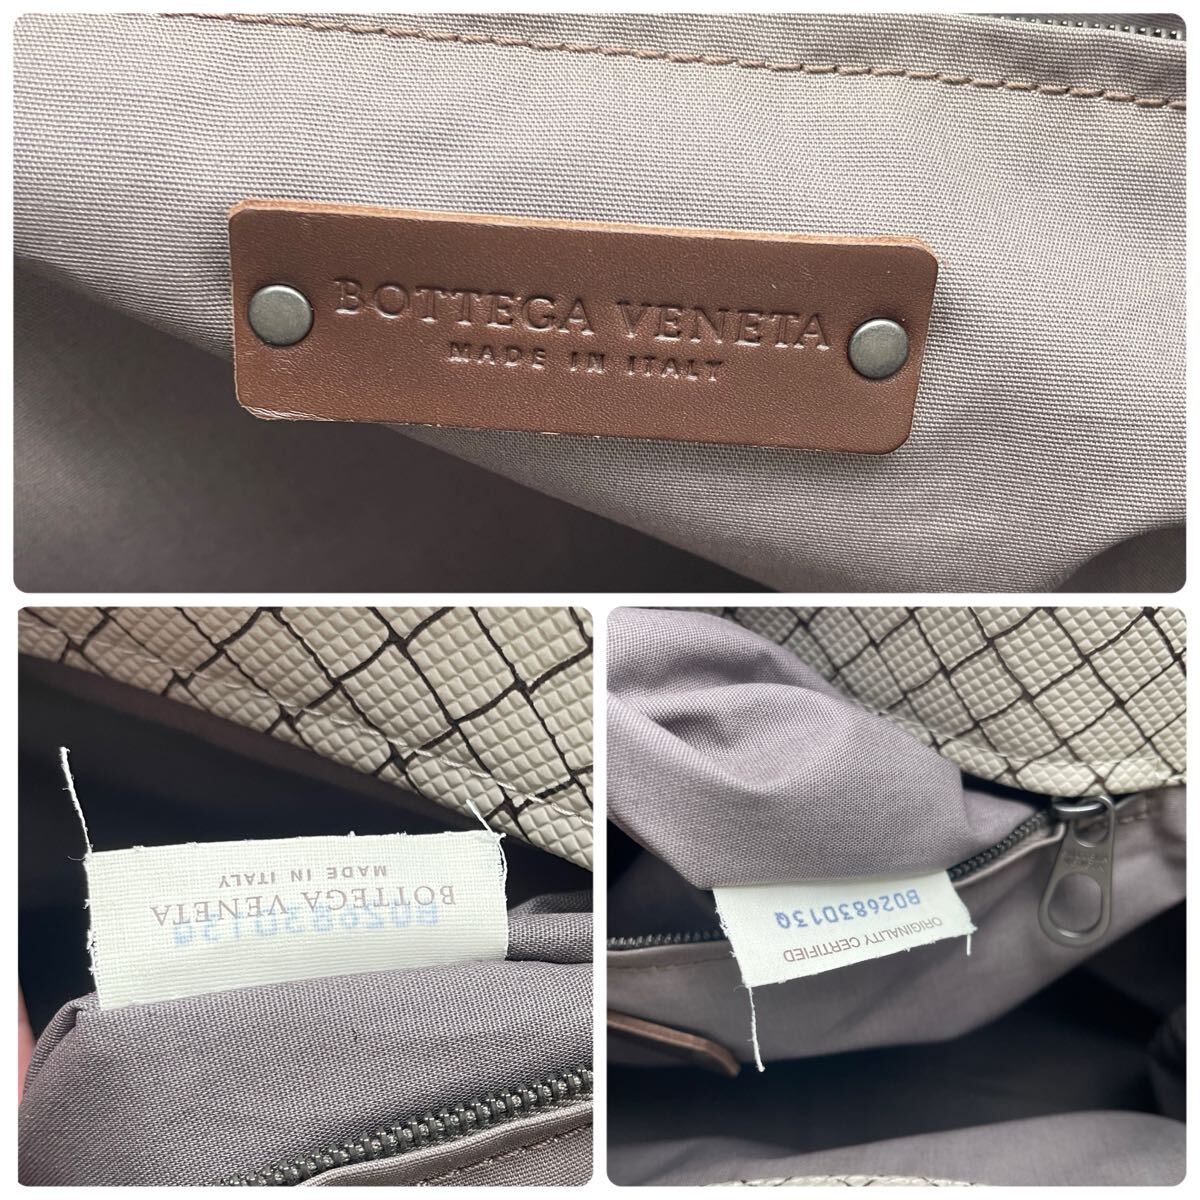 BOTTEGA VENETA
MADE IN ITALY
BOTTEGA VENETA
MADE IN ITALY
ORIGINALITY CERTIFIED
B02683D13Q